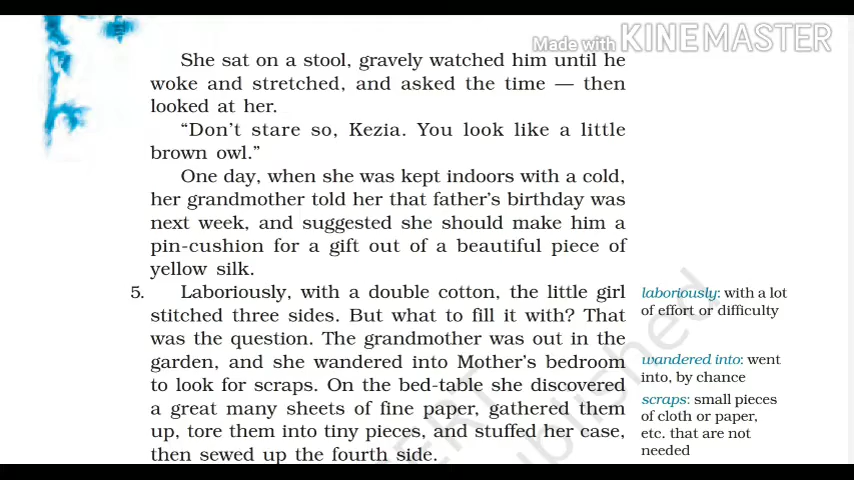 Made with KINEMASTER
She sat on a stool, gravely watched him until he
woke and stretched, and asked the time — then
looked at her.
“Don’t stare so, Kezia. You look like a little
brown owl.”
One day, when she was kept indoors with a cold,
her grandmother told her that father’s birthday was
next week, and suggested she should make him a
pin-cushion for a gift out of a beautiful piece of
yellow silk.
5. Laboriously, with a double cotton, the little girl
stitched three sides. But what to fill it with? That
was the question. The grandmother was out in the
garden, and she wandered into Mother’s bedroom
to look for scraps. On the bed-table she discovered
a great many sheets of fine paper, gathered them
up, tore them into tiny pieces, and stuffed her case,
then sewed up the fourth side.
laboriously: with a lot
of effort or difficulty
wandered into: went
into, by chance
scraps: small pieces
of cloth or paper,
etc. that are not
needed